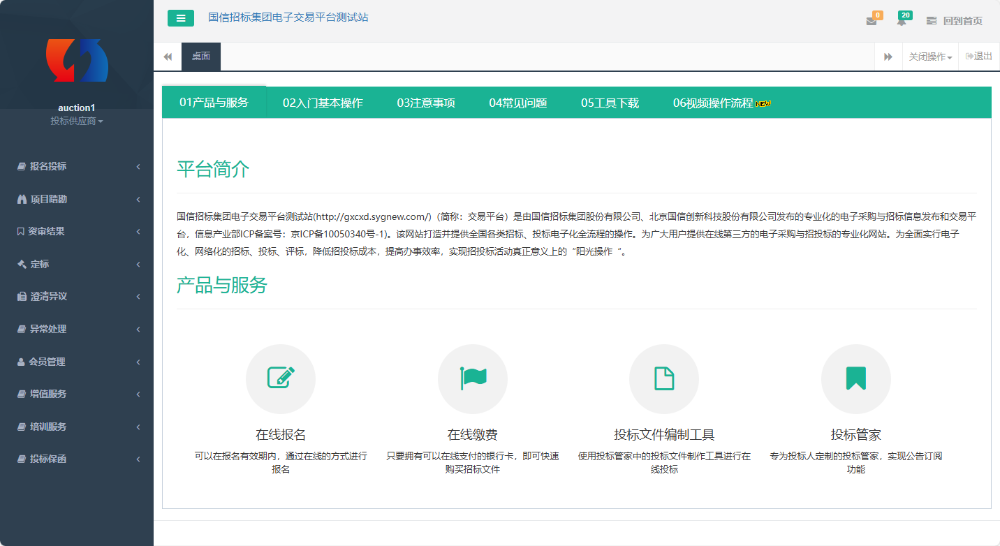 国信招标集团电子交易平台测试站
0
20
回到首页
桌面
关闭操作
退出
auction1
投标供应商
报名投标
项目踏勘
资审结果
定标
澄清异议
异常处理
会员管理
增值服务
培训服务
投标保函
01产品与服务
02入门基本操作
03注意事项
04常见问题
05工具下载
06视频操作流程 NEW
平台简介
国信招标集团电子交易平台测试站(http://gxcxd.sygnew.com/)（简称：交易平台）是由国信招标集团股份有限公司、北京国信创新科技股份有限公司发布的专业化的电子采购与招标信息发布和交易平
台，信息产业部ICP备案号：京ICP备10050340号-1)。该网站打造并提供全国各类招标、投标电子化全流程的操作。为广大用户提供在线第三方的电子采购与招投标的专业化网站。为全面实行电子
化、网络化的招标、投标、评标，降低招投标成本，提高办事效率，实现招投标活动真正意义上的“阳光操作“。
产品与服务
在线报名
可以在报名有效期内，通过在线的方式进行
报名
在线缴费
只要拥有可以在线支付的银行卡，即可快速
购买招标文件
投标文件编制工具
使用投标管家中的投标文件制作工具进行在
线投标
投标管家
专为投标人定制的投标管家，实现公告订阅
功能